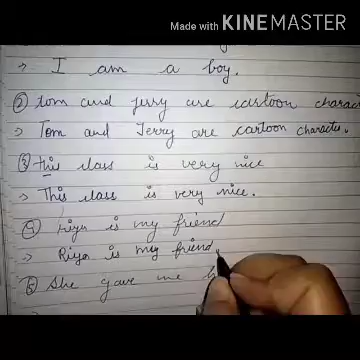 Made with KINEMASTER
→ I am a boy.
② tom and jerry are cartoon charact
→ Tom and Jerry are cartoon character.
③ this class is very nice
→ This class is very nice.
④ riya is my friend
→ Riya is my friend.
⑤ She gave me b